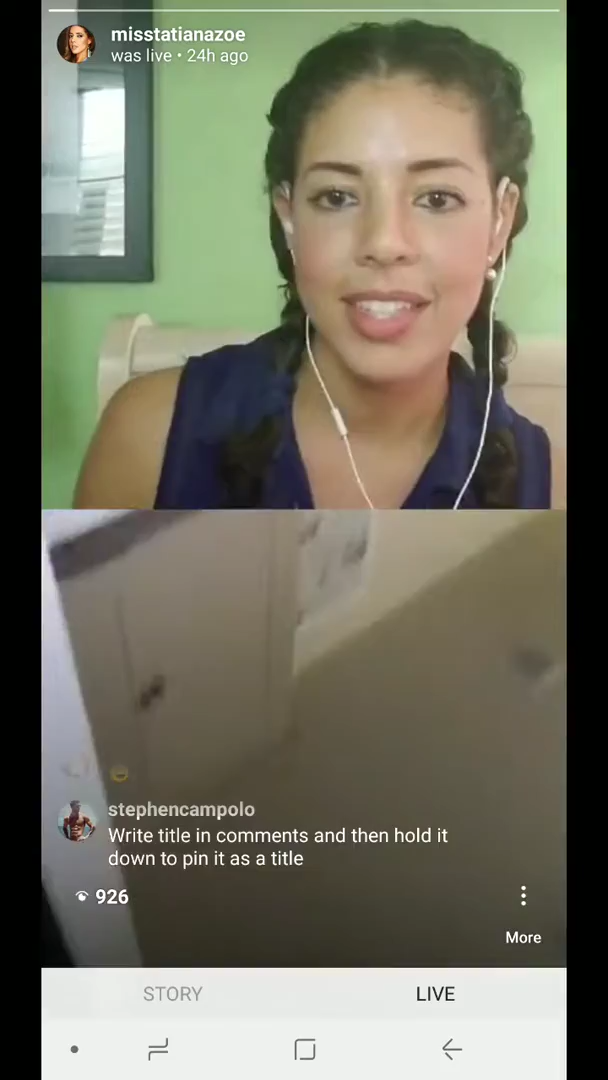 misstatianazoe
was live • 24h ago
stephencampolo
Write title in comments and then hold it
down to pin it as a title
926
More
STORY
LIVE